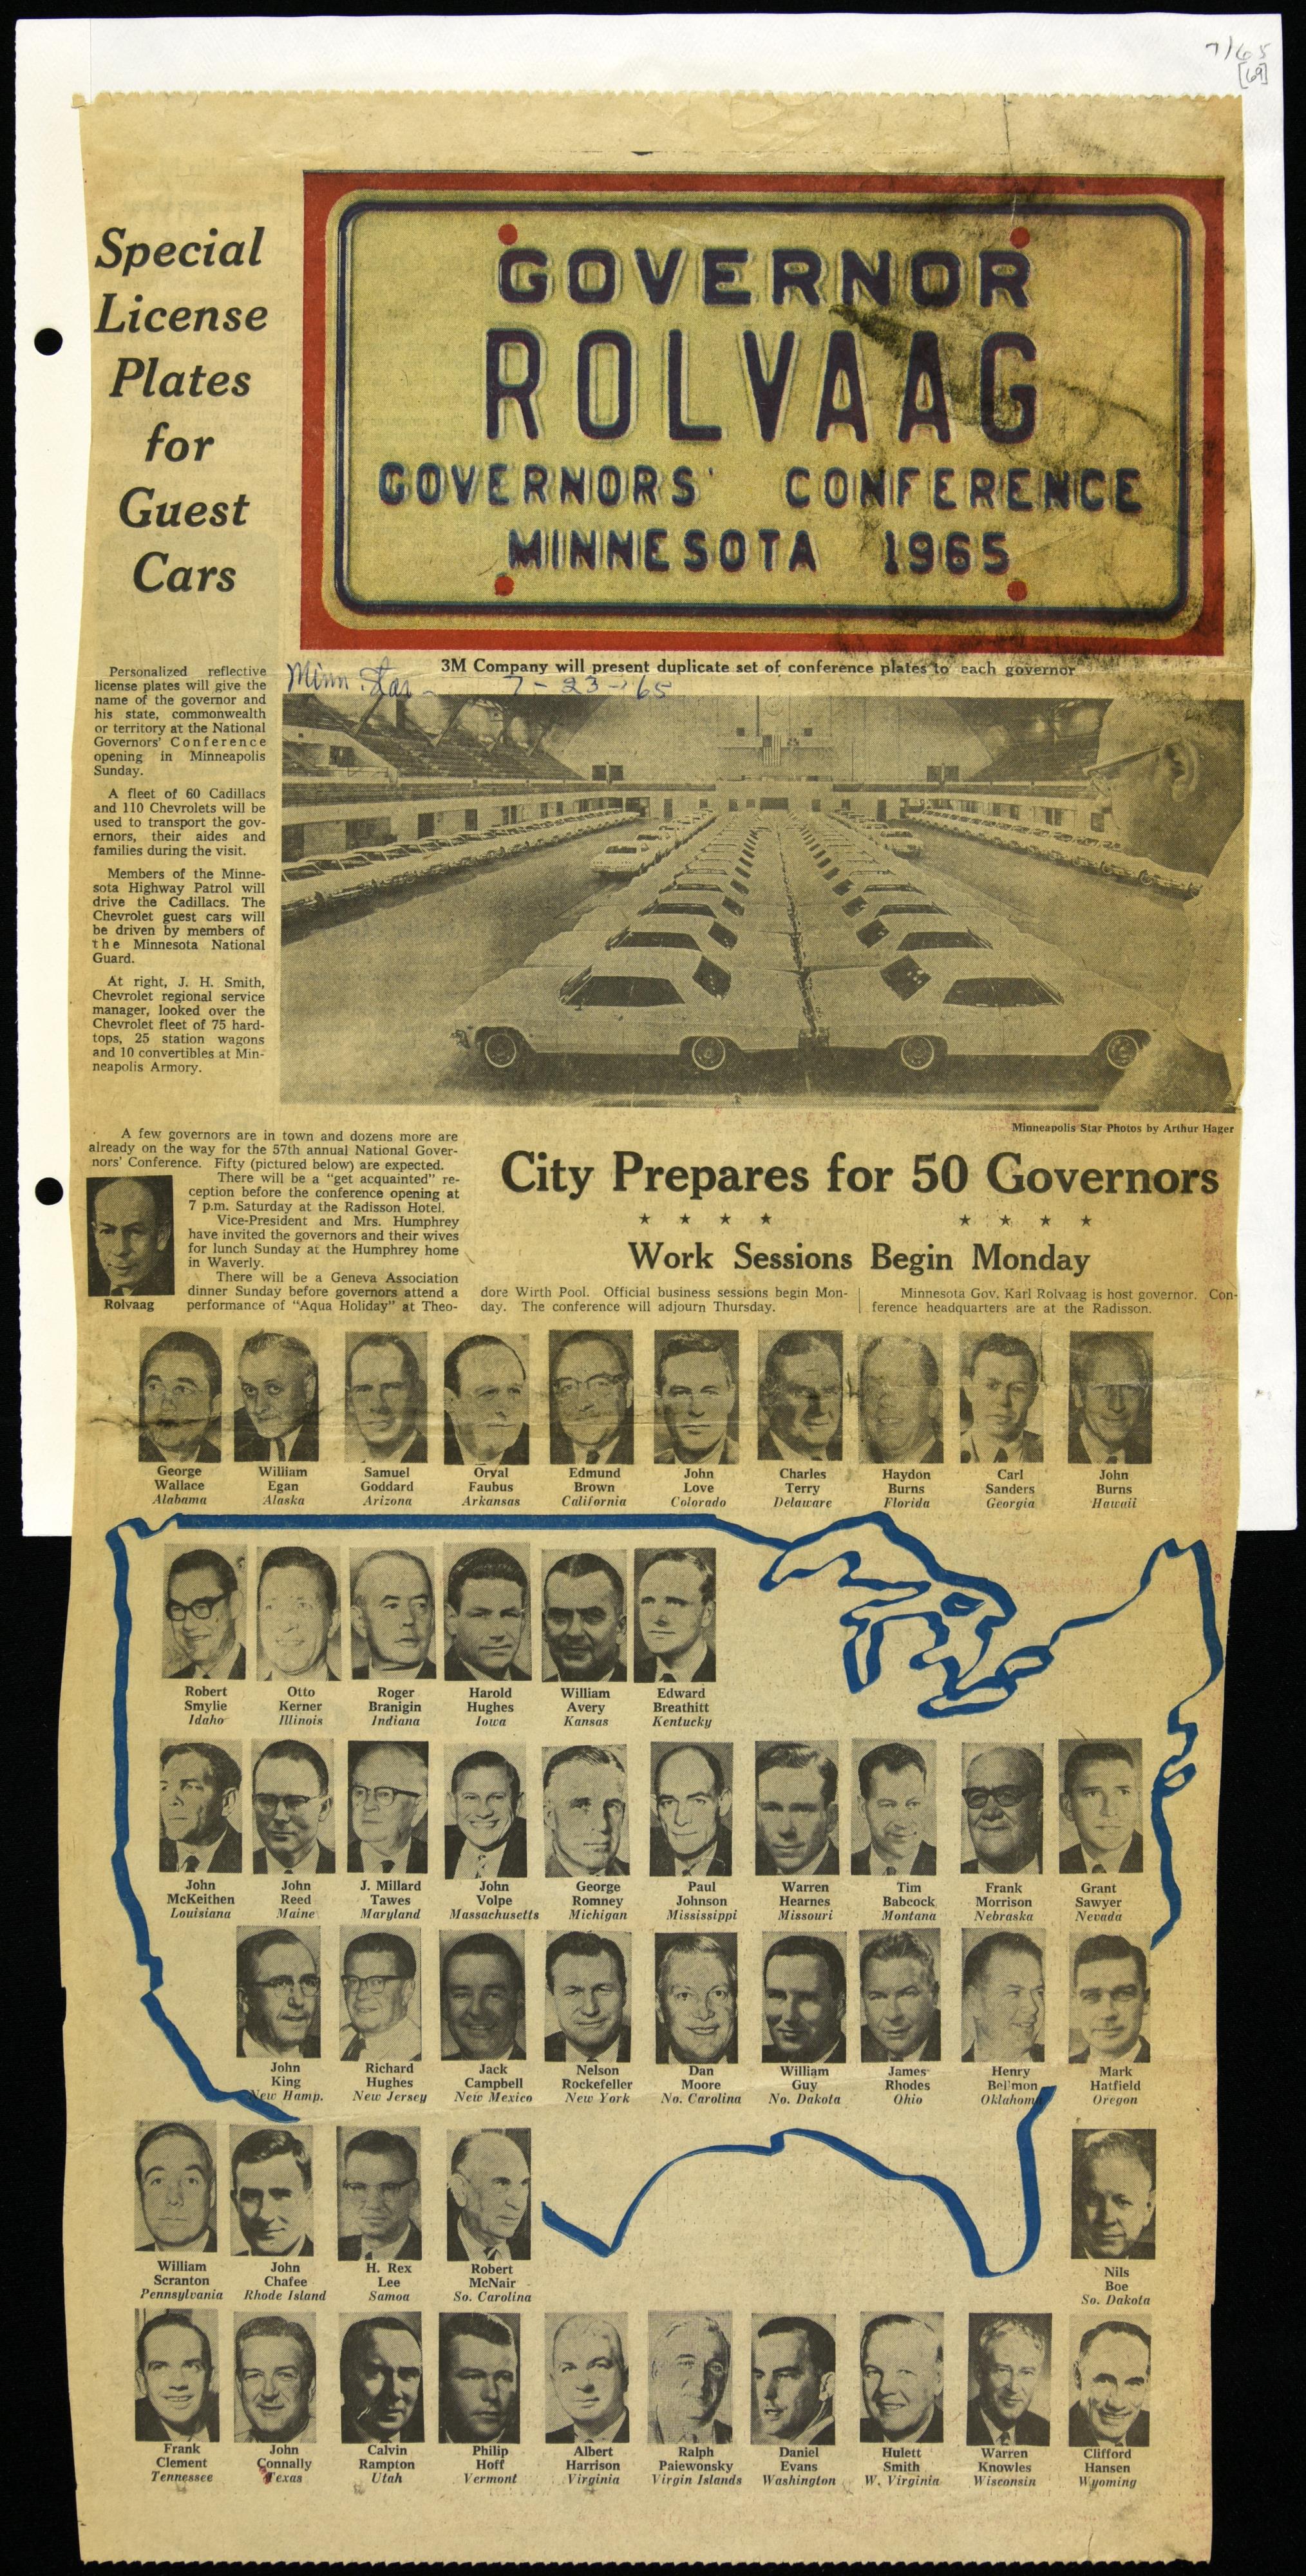 7/65
[69]
Special
License
Plates
for
Guest
Cars
GOVERNOR
ROLVAAG
GOVERNORS' CONFERENCE
MINNESOTA 1965
3M Company will present duplicate set of conference plates to each governor
Minn. Star - 7-23-'65
Personalized reflective
license plates will give the
name of the governor and
his state, commonwealth
or territory at the National
Governors' Conference
opening in Minneapolis
Sunday.
A fleet of 60 Cadillacs
and 110 Chevrolets will be
used to transport the gov-
ernors, their aides and
families during the visit.
Members of the Minne-
sota Highway Patrol will
drive the Cadillacs. The
Chevrolet guest cars will
be driven by members of
the Minnesota National
Guard.
At right, J. H. Smith,
Chevrolet regional service
manager, looked over the
Chevrolet fleet of 75 hard-
tops, 25 station wagons
and 10 convertibles at Min-
neapolis Armory.
Minneapolis Star Photos by Arthur Hager
A few governors are in town and dozens more are
already on the way for the 57th annual National Gover-
nors' Conference. Fifty (pictured below) are expected.
There will be a "get acquainted" re-
ception before the conference opening at
7 p.m. Saturday at the Radisson Hotel.
Vice-President and Mrs. Humphrey
have invited the governors and their wives
for lunch Sunday at the Humphrey home
in Waverly.
There will be a Geneva Association
dinner Sunday before governors attend a
performance of "Aqua Holiday" at Theo-
Rolvaag
City Prepares for 50 Governors
★ ★ ★ ★ ★ ★ ★ ★
Work Sessions Begin Monday
dore Wirth Pool. Official business sessions begin Mon-
day. The conference will adjourn Thursday.
Minnesota Gov. Karl Rolvaag is host governor. Con-
ference headquarters are at the Radisson.
George
Wallace
Alabama
William
Egan
Alaska
Samuel
Goddard
Arizona
Orval
Faubus
Arkansas
Edmund
Brown
California
John
Love
Colorado
Charles
Terry
Delaware
Haydon
Burns
Florida
Carl
Sanders
Georgia
John
Burns
Hawaii
Robert
Smylie
Idaho
Otto
Kerner
Illinois
Roger
Branigin
Indiana
Harold
Hughes
Iowa
William
Avery
Kansas
Edward
Breathitt
Kentucky
John
McKeithen
Louisiana
John
Reed
Maine
J. Millard
Tawes
Maryland
John
Volpe
Massachusetts
George
Romney
Michigan
Paul
Johnson
Mississippi
Warren
Hearnes
Missouri
Tim
Babcock
Montana
Frank
Morrison
Nebraska
Grant
Sawyer
Nevada
John
King
New Hamp.
Richard
Hughes
New Jersey
Jack
Campbell
New Mexico
Nelson
Rockefeller
New York
Dan
Moore
No. Carolina
William
Guy
No. Dakota
James
Rhodes
Ohio
Henry
Bellmon
Oklahoma
Mark
Hatfield
Oregon
William
Scranton
Pennsylvania
John
Chafee
Rhode Island
H. Rex
Lee
Samoa
Robert
McNair
So. Carolina
Nils
Boe
So. Dakota
Frank
Clement
Tennessee
John
Connally
Texas
Calvin
Rampton
Utah
Philip
Hoff
Vermont
Albert
Harrison
Virginia
Ralph
Paiewonsky
Virgin Islands
Daniel
Evans
Washington
Hulett
Smith
W. Virginia
Warren
Knowles
Wisconsin
Clifford
Hansen
Wyoming